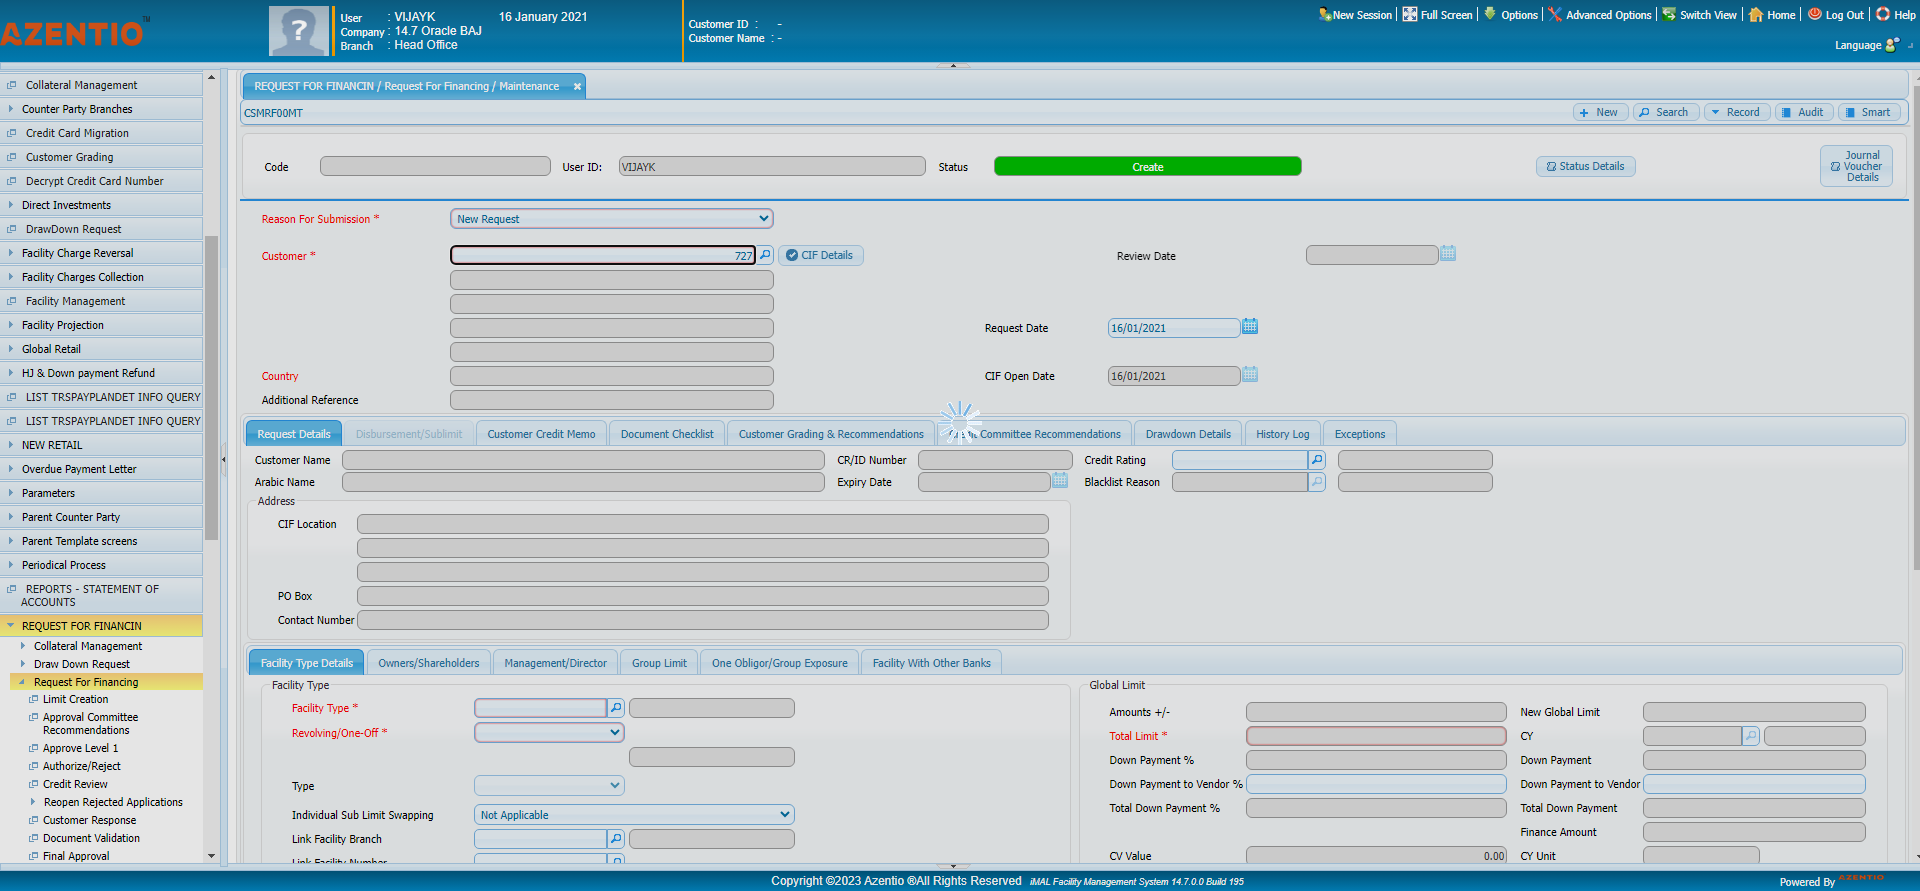 AZENTIO™
User : VIJAYK 16 January 2021
Company : 14.7 Oracle BAJ
Branch : Head Office
Customer ID : -
Customer Name : -
New Session | Full Screen | Options | Advanced Options | Switch View | Home | Log Out | Help
Language
Collateral Management
Counter Party Branches
Credit Card Migration
Customer Grading
Decrypt Credit Card Number
Direct Investments
DrawDown Request
Facility Charge Reversal
Facility Charges Collection
Facility Management
Facility Projection
Global Retail
HJ & Down payment Refund
LIST TRSPAYPLANDET INFO QUERY
LIST TRSPAYPLANDET INFO QUERY
NEW RETAIL
Overdue Payment Letter
Parameters
Parent Counter Party
Parent Template screens
Periodical Process
REPORTS - STATEMENT OF
ACCOUNTS
REQUEST FOR FINANCIN
Collateral Management
Draw Down Request
Request For Financing
Limit Creation
Approval Committee
Recommendations
Approve Level 1
Authorize/Reject
Credit Review
Reopen Rejected Applications
Customer Response
Document Validation
Final Approval
REQUEST FOR FINANCIN / Request For Financing / Maintenance
CSMRF00MT
New Search Record Audit Smart
Code User ID: VIJAYK Status Create Status Details
Journal
Voucher
Details
Reason For Submission * New Request
Customer * 727 CIF Details Review Date
Request Date 16/01/2021
Country CIF Open Date 16/01/2021
Additional Reference
Request Details Disbursement/Sublimit Customer Credit Memo Document Checklist Customer Grading & Recommendations Credit Committee Recommendations Drawdown Details History Log Exceptions
Customer Name CR/ID Number Credit Rating
Arabic Name Expiry Date Blacklist Reason
Address
CIF Location
PO Box
Contact Number
Facility Type Details Owners/Shareholders Management/Director Group Limit One Obligor/Group Exposure Facility With Other Banks
Facility Type
Facility Type *
Revolving/One-Off *
Type
Individual Sub Limit Swapping Not Applicable
Link Facility Branch
Link Facility Number
Global Limit
Amounts +/- New Global Limit
Total Limit * CY
Down Payment % Down Payment
Down Payment to Vendor % Down Payment to Vendor
Total Down Payment % Total Down Payment
Finance Amount
CV Value 0.00 CY Unit
Copyright ©2023 Azentio ®All Rights Reserved iMAL Facility Management System 14.7.0.0 Build 195
Powered By AZENTIO